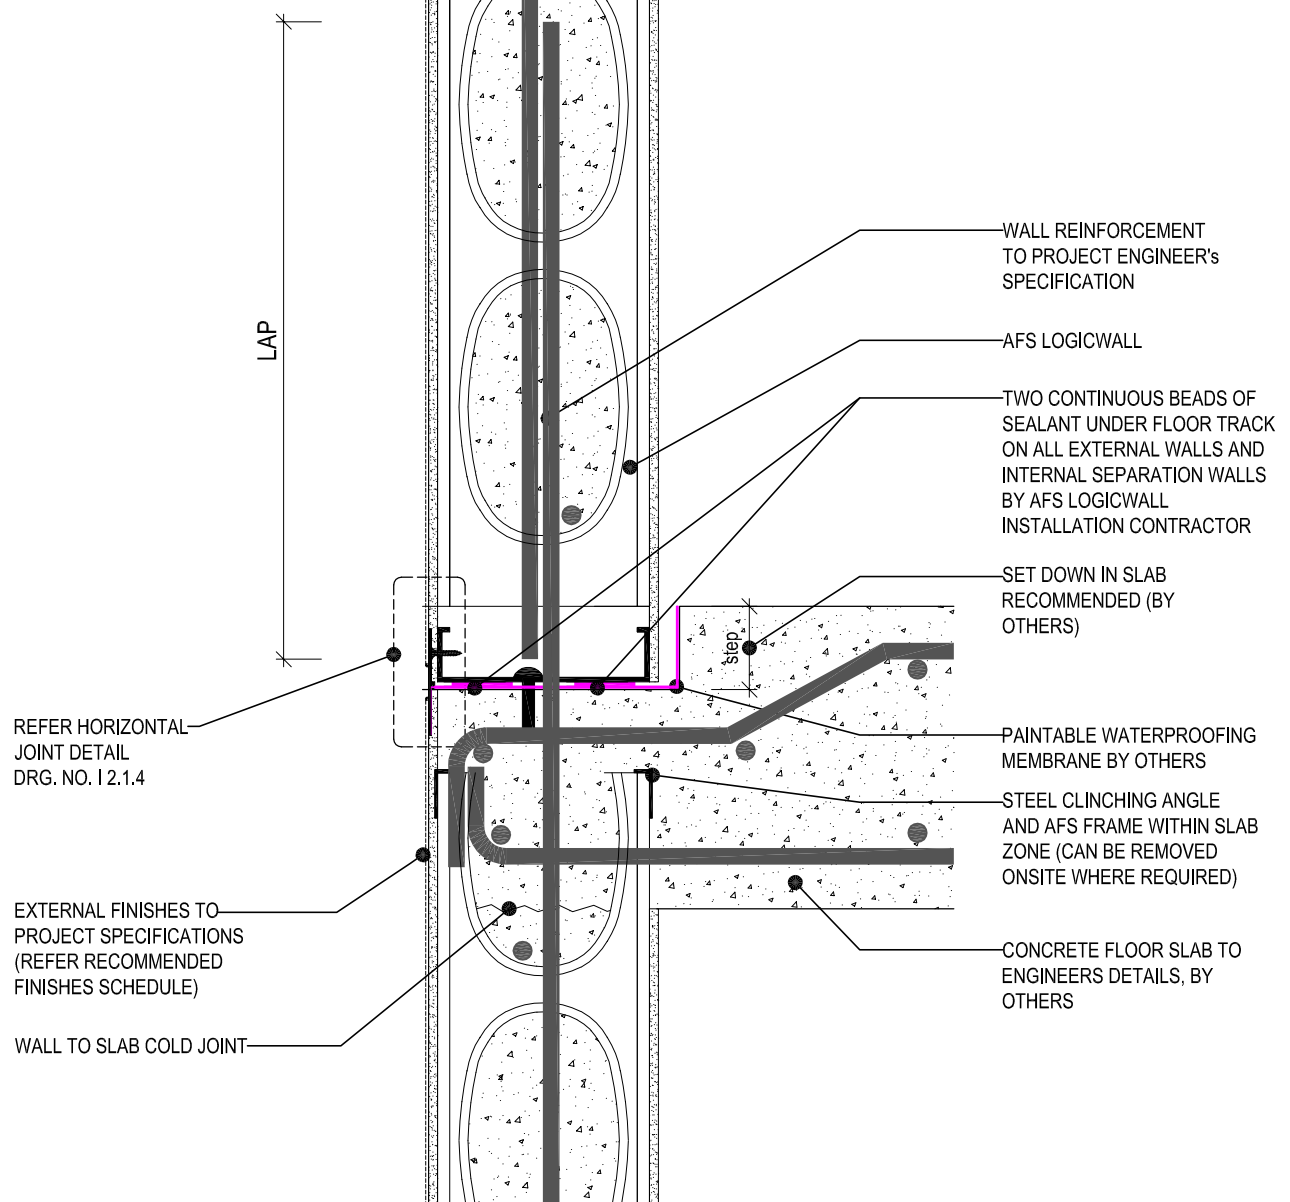 WALL REINFORCEMENT
TO PROJECT ENGINEER's
SPECIFICATION
LAP
AFS LOGICWALL
TWO CONTINUOUS BEADS OF
SEALANT UNDER FLOOR TRACK
ON ALL EXTERNAL WALLS AND
INTERNAL SEPARATION WALLS
BY AFS LOGICWALL
INSTALLATION CONTRACTOR
SET DOWN IN SLAB
RECOMMENDED (BY
OTHERS)
step
REFER HORIZONTAL
JOINT DETAIL
DRG. NO. I 2.1.4
PAINTABLE WATERPROOFING
MEMBRANE BY OTHERS
STEEL CLINCHING ANGLE
AND AFS FRAME WITHIN SLAB
ZONE (CAN BE REMOVED
ONSITE WHERE REQUIRED)
EXTERNAL FINISHES TO
PROJECT SPECIFICATIONS
(REFER RECOMMENDED
FINISHES SCHEDULE)
CONCRETE FLOOR SLAB TO
ENGINEERS DETAILS, BY
OTHERS
WALL TO SLAB COLD JOINT